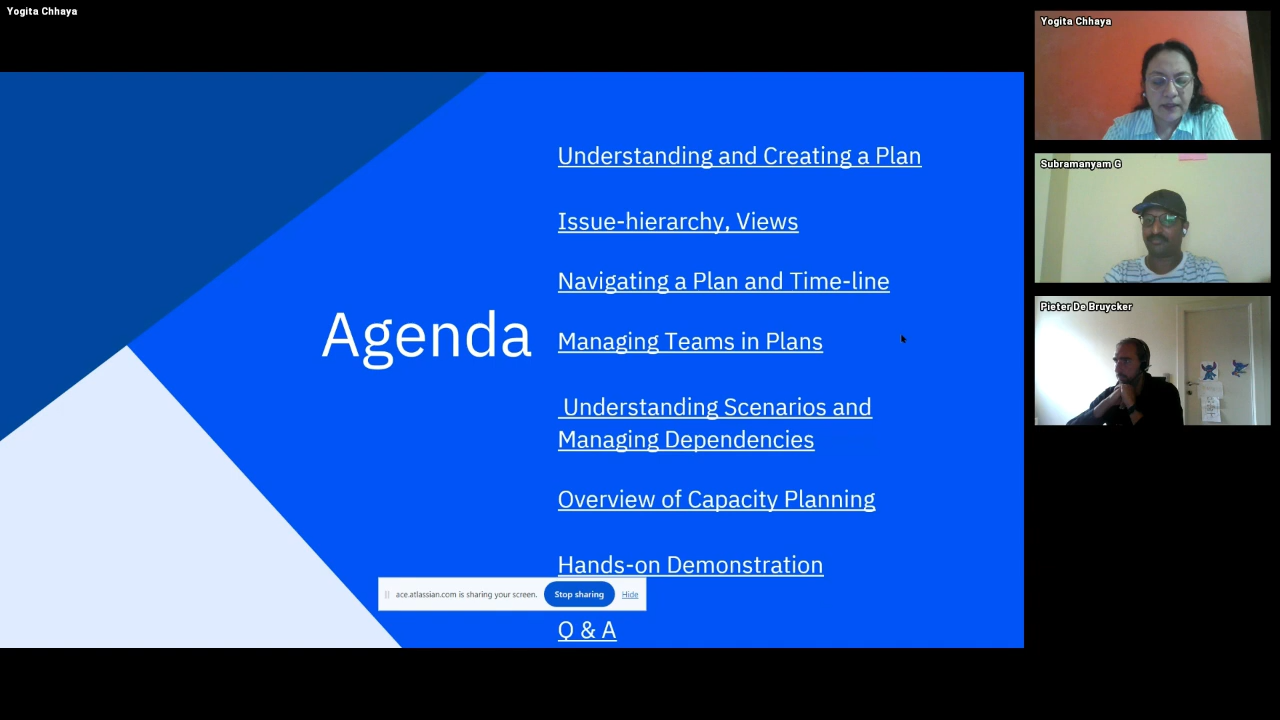 Yogita Chhaya
Understanding and Creating a Plan
Issue-hierarchy, Views
Navigating a Plan and Time-line
Agenda
Managing Teams in Plans
Understanding Scenarios and
Managing Dependencies
Overview of Capacity Planning
Hands-on Demonstration
ace.atlassian.com is sharing your screen.
Stop sharing
Hide
Q & A
Yogita Chhaya
Subramanyam G
Pieter De Bruycker